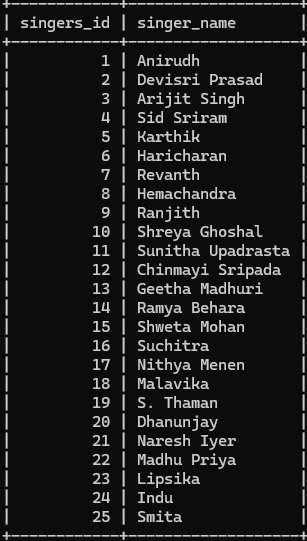 singers_id | singer_name
1 | Anirudh
2 | Devisri Prasad
3 | Arijit Singh
4 | Sid Sriram
5 | Karthik
6 | Haricharan
7 | Revanth
8 | Hemachandra
9 | Ranjith
10 | Shreya Ghoshal
11 | Sunitha Upadrasta
12 | Chinmayi Sripada
13 | Geetha Madhuri
14 | Ramya Behara
15 | Shweta Mohan
16 | Suchitra
17 | Nithya Menen
18 | Malavika
19 | S. Thaman
20 | Dhanunjay
21 | Naresh Iyer
22 | Madhu Priya
23 | Lipsika
24 | Indu
25 | Smita